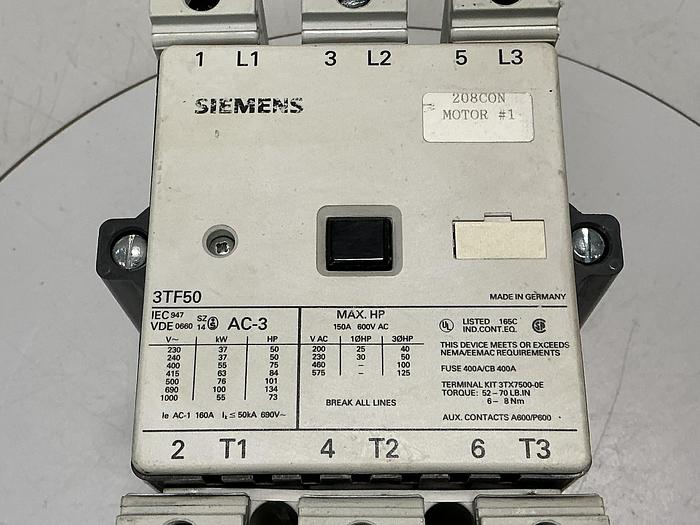 1 L1 3 L2 5 L3
SIEMENS
208CON
MOTOR #1
3TF50
MADE IN GERMANY
IEC 947
VDE 0660
SZ
14
AC-3
V~ kW HP
230 37 50
240 37 50
400 55 75
415 63 84
500 76 101
690 100 134
1000 55 73
Ie AC-1 160A Iq ≤ 50kA 690V~
MAX. HP
150A 600V AC
V AC 1ØHP 3ØHP
200 25 40
230 30 50
460 – 100
575 – 125
BREAK ALL LINES
UL LISTED 165C
IND.CONT.EQ.
THIS DEVICE MEETS OR EXCEEDS
NEMA/EEMAC REQUIREMENTS
FUSE 400A/CB 400A
TERMINAL KIT 3TX7500-0E
TORQUE: 52–70 LB.IN
6– 8 Nm
AUX. CONTACTS A600/P600
2 T1 4 T2 6 T3